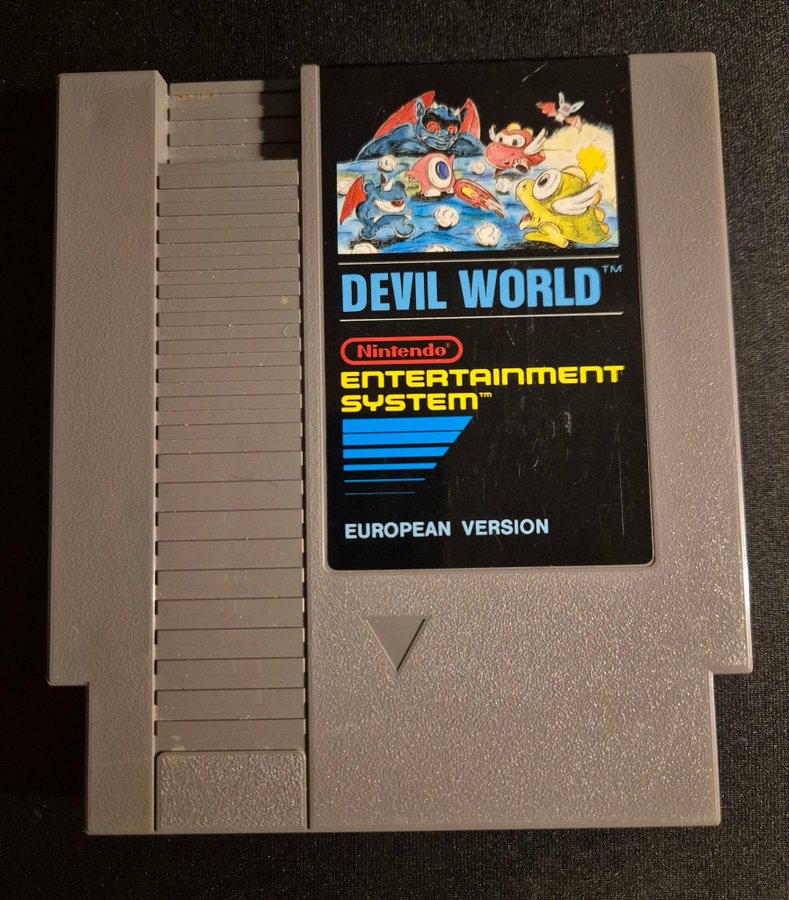 DEVIL WORLD™
Nintendo®
ENTERTAINMENT
SYSTEM™
EUROPEAN VERSION